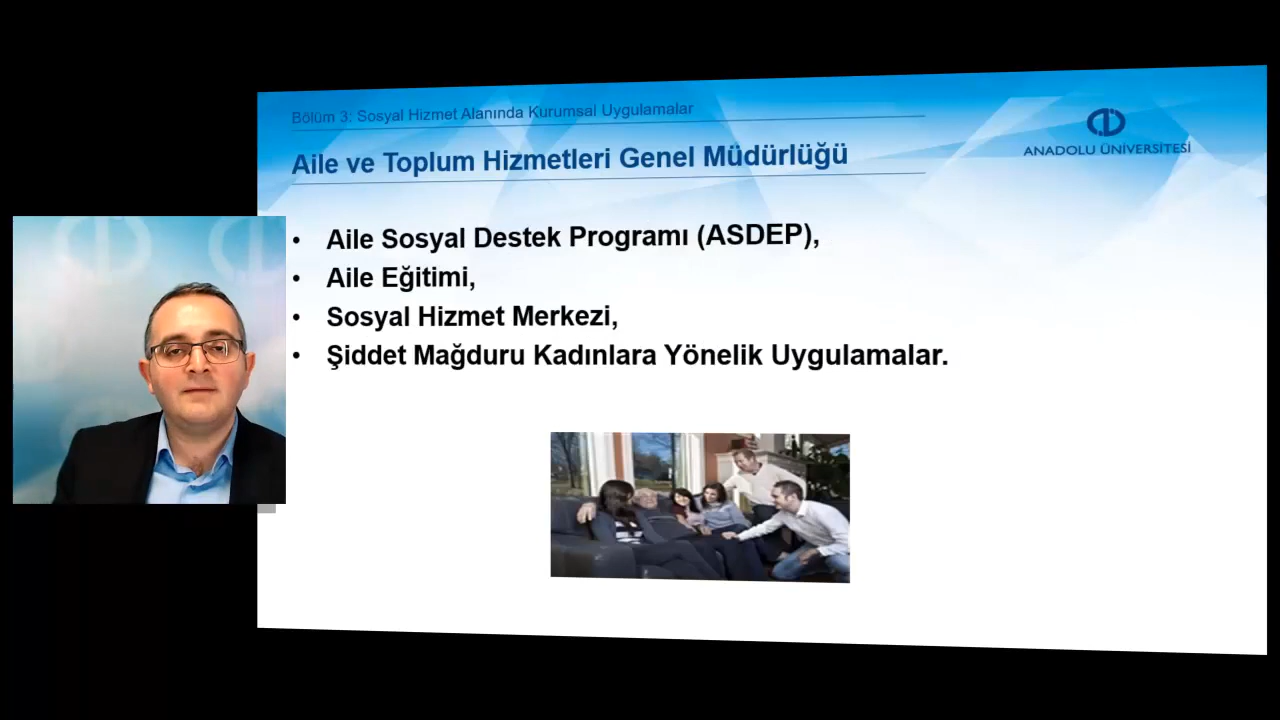 Bölüm 3: Sosyal Hizmet Alanında Kurumsal Uygulamalar
ANADOLU ÜNİVERSİTESİ
Aile ve Toplum Hizmetleri Genel Müdürlüğü
• Aile Sosyal Destek Programı (ASDEP),
• Aile Eğitimi,
• Sosyal Hizmet Merkezi,
• Şiddet Mağduru Kadınlara Yönelik Uygulamalar.